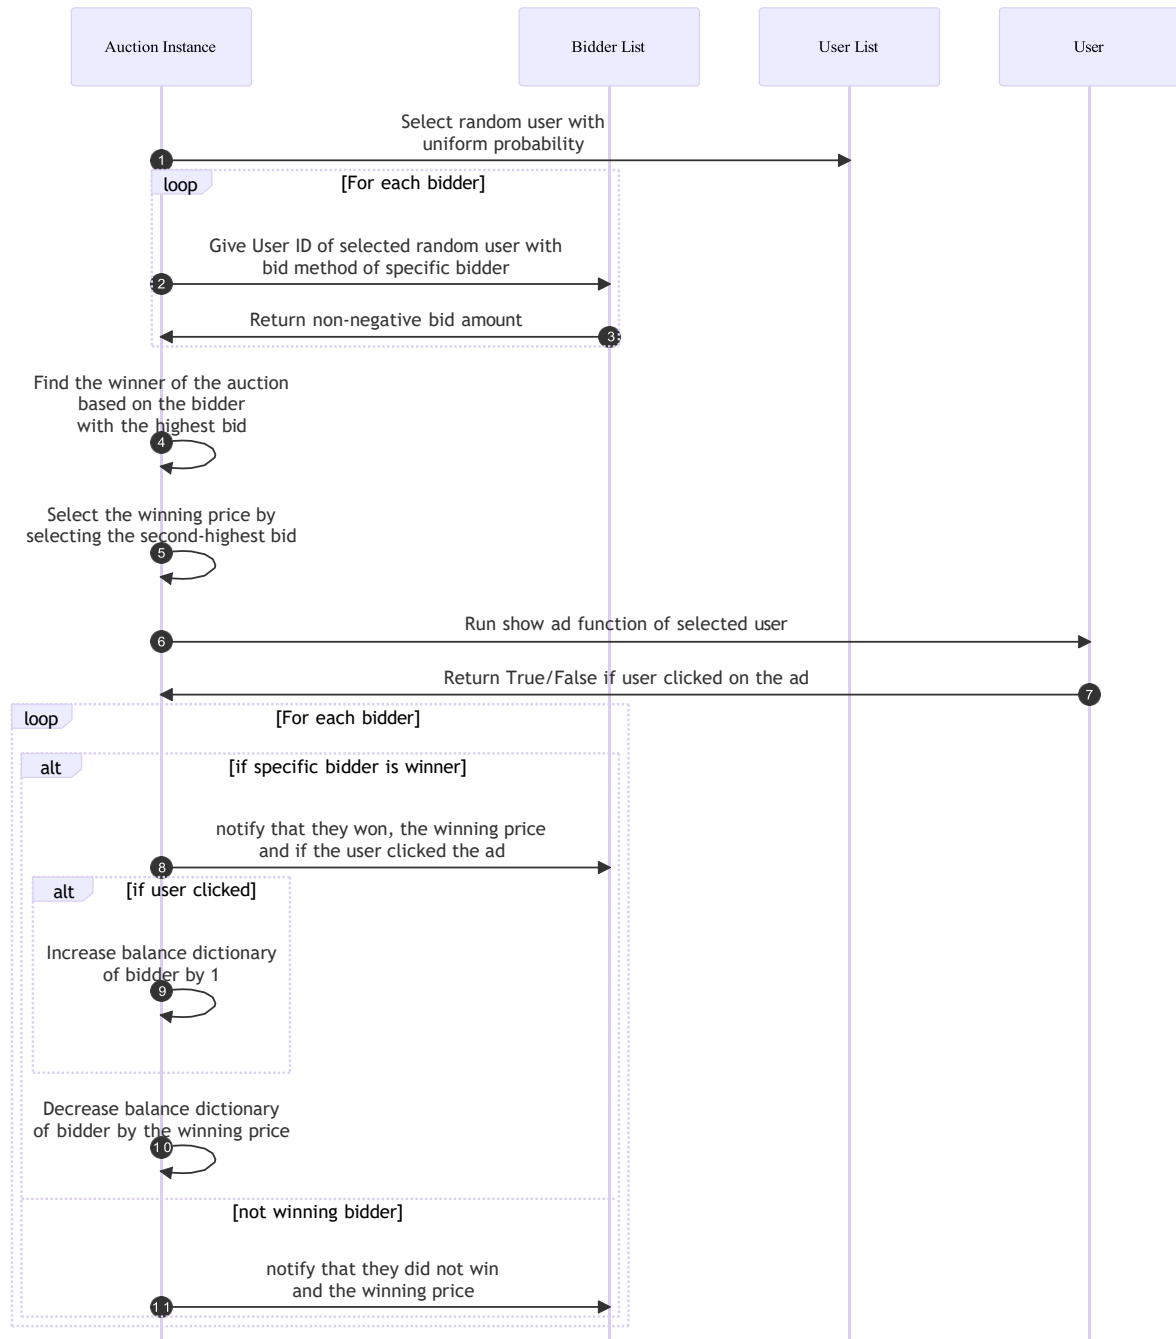 Auction Instance
Bidder List
User List
User
Select random user with
uniform probability
1
loop
[For each bidder]
Give User ID of selected random user with
bid method of specific bidder
2
Return non-negative bid amount
3
Find the winner of the auction
based on the bidder
with the highest bid
4
Select the winning price by
selecting the second-highest bid
5
Run show ad function of selected user
6
Return True/False if user clicked on the ad
7
loop
[For each bidder]
alt
[if specific bidder is winner]
notify that they won, the winning price
and if the user clicked the ad
8
alt
[if user clicked]
Increase balance dictionary
of bidder by 1
9
Decrease balance dictionary
of bidder by the winning price
10
[not winning bidder]
notify that they did not win
and the winning price
11